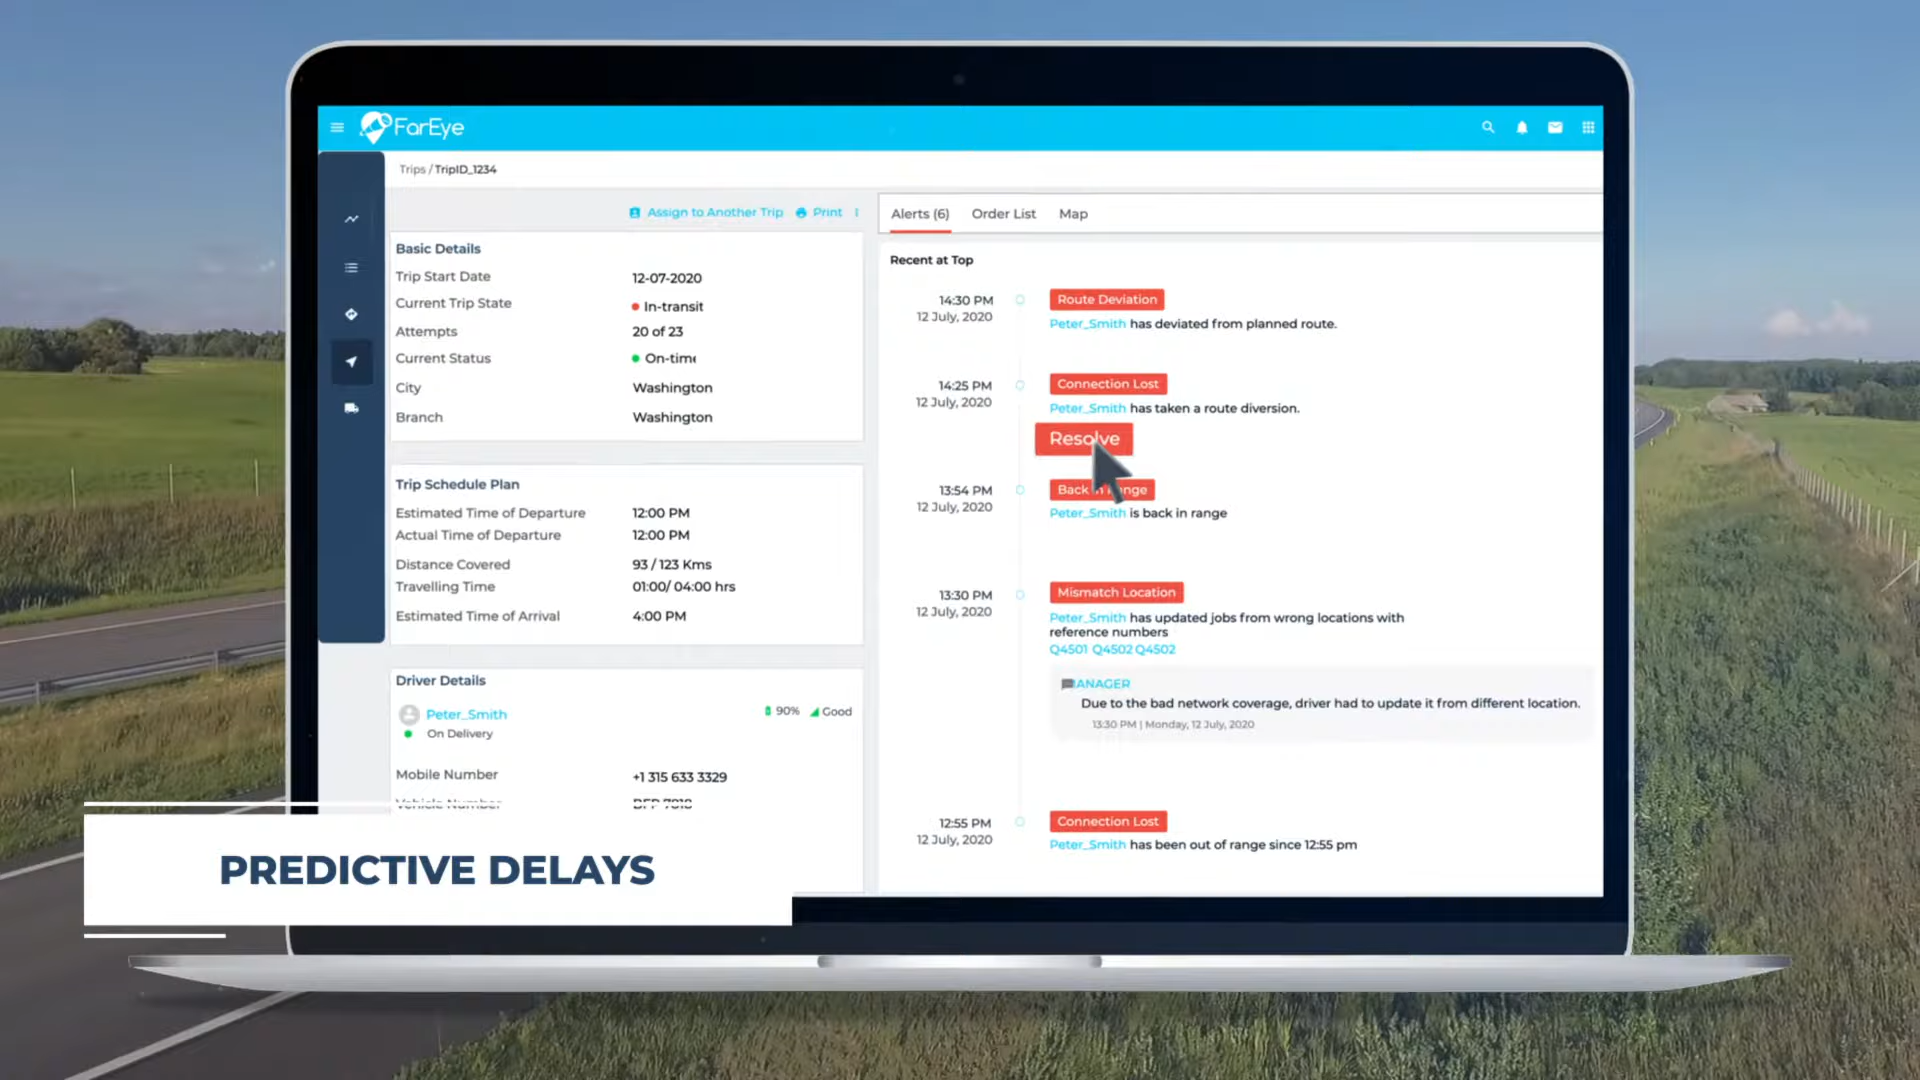 FarEye
Trips / TripID_1234
Assign to Another Trip Print
Alerts (6) Order List Map
Basic Details
Trip Start Date 12-07-2020
Current Trip State In-transit
Attempts 20 of 23
Current Status On-time
City Washington
Branch Washington
Trip Schedule Plan
Estimated Time of Departure 12:00 PM
Actual Time of Departure 12:00 PM
Distance Covered 93 / 123 Kms
Travelling Time 01:00/ 04:00 hrs
Estimated Time of Arrival 4:00 PM
Driver Details
Peter_Smith 90% Good
On Delivery
Mobile Number +1 315 633 3329
Vehicle Number
Recent at Top
14:30 PM Route Deviation
12 July, 2020 Peter_Smith has deviated from planned route.
14:25 PM Connection Lost
12 July, 2020 Peter_Smith has taken a route diversion.
Resolve
13:54 PM Back in Range
12 July, 2020 Peter_Smith is back in range
13:30 PM Mismatch Location
12 July, 2020 Peter_Smith has updated jobs from wrong locations with
reference numbers
Q4501 Q4502 Q4502
ANAGER
Due to the bad network coverage, driver had to update it from different location.
13:30 PM | Monday, 12 July, 2020
12:55 PM Connection Lost
12 July, 2020 Peter_Smith has been out of range since 12:55 pm
PREDICTIVE DELAYS